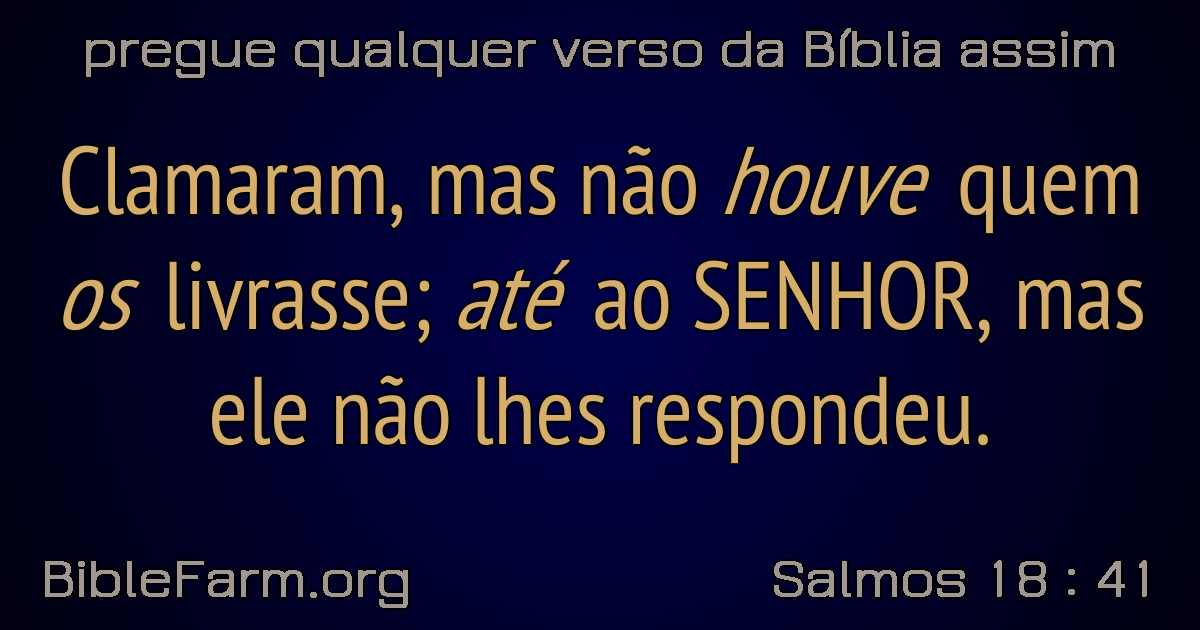 pregue qualquer verso da Bíblia assim
Clamaram, mas não houve quem
os livrasse; até ao SENHOR, mas
ele não lhes respondeu.
BibleFarm.org
Salmos 18 : 41